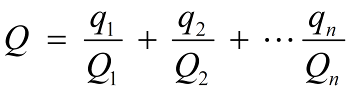 Q = q₁/Q₁ + q₂/Q₂ + ⋯ qₙ/Qₙ